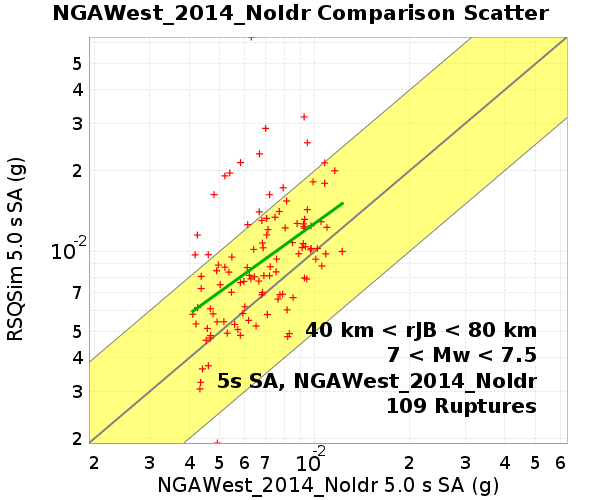 NGAWest_2014_NoIdr Comparison Scatter
RSQSim 5.0 s SA (g)
5
4
3
2
10-2
7
5
4
3
2
40 km < rJB < 80 km
7 < Mw < 7.5
5s SA, NGAWest_2014_NoIdr
109 Ruptures
2 3 4 5 6 7 10-2 2 3 4 5 6
NGAWest_2014_NoIdr 5.0 s SA (g)